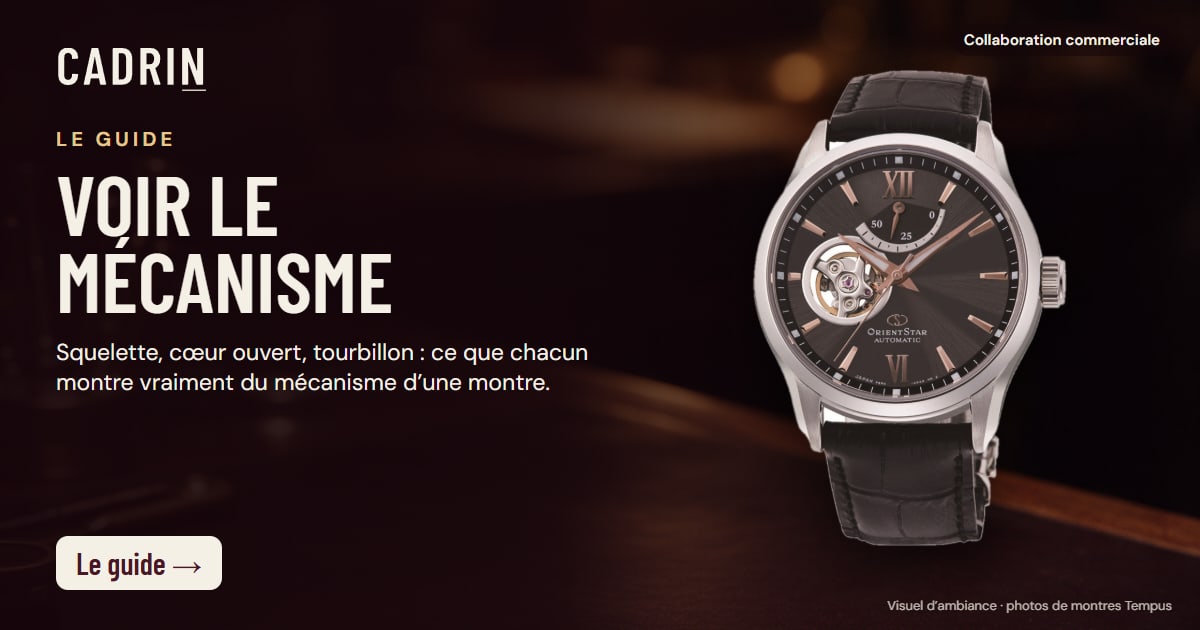 CADRIN
Collaboration commerciale
LE GUIDE
VOIR LE
MÉCANISME
Squelette, cœur ouvert, tourbillon : ce que chacun
montre vraiment du mécanisme d’une montre.
XII
50
25
0
ORIENTSTAR
AUTOMATIC
VI
Le guide →
Visuel d’ambiance · photos de montres Tempus